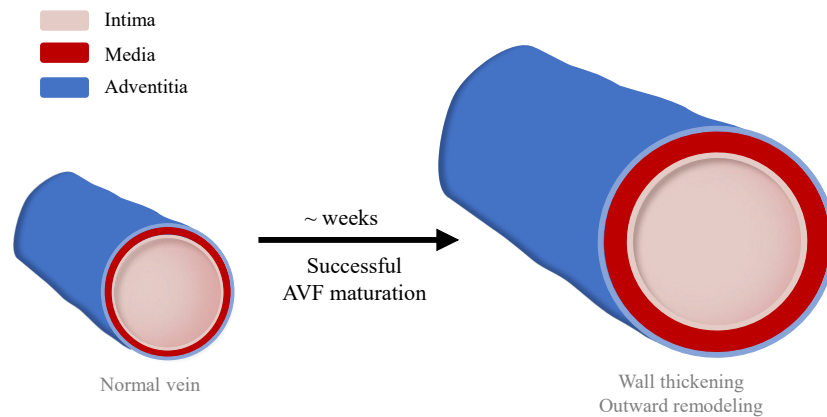 Intima
Media
Adventitia
~ weeks
Successful
AVF maturation
Normal vein
Wall thickening
Outward remodeling